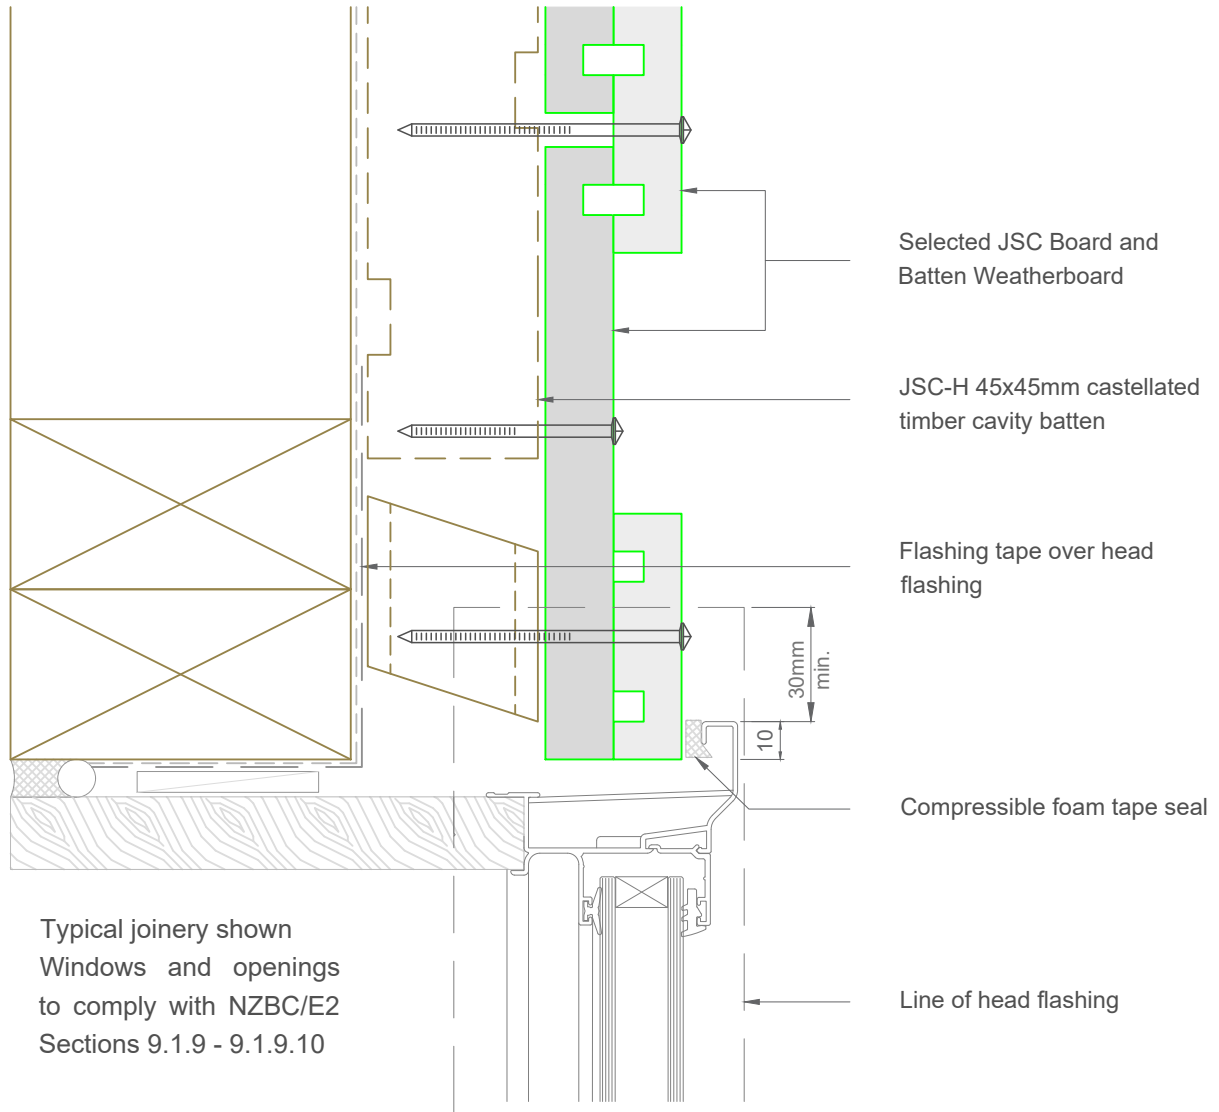 Selected JSC Board and
Batten Weatherboard
JSC-H 45x45mm castellated
timber cavity batten
Flashing tape over head
flashing
30mm
min.
10
Compressible foam tape seal
Typical joinery shown
Windows and openings
to comply with NZBC/E2
Sections 9.1.9 - 9.1.9.10
Line of head flashing